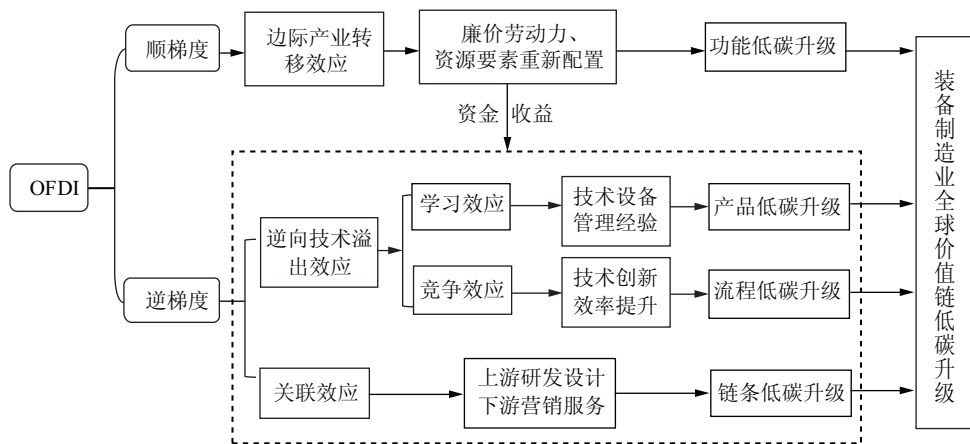 OFDI
顺梯度
边际产业转
移效应
廉价劳动力、
资源要素重新配置
功能低碳升级
资金 收益
逆梯度
逆向技术溢
出效应
学习效应
技术设备
管理经验
产品低碳升级
竞争效应
技术创新
效率提升
流程低碳升级
关联效应
上游研发设计
下游营销服务
链条低碳升级
装备制造业全球价值链低碳升级